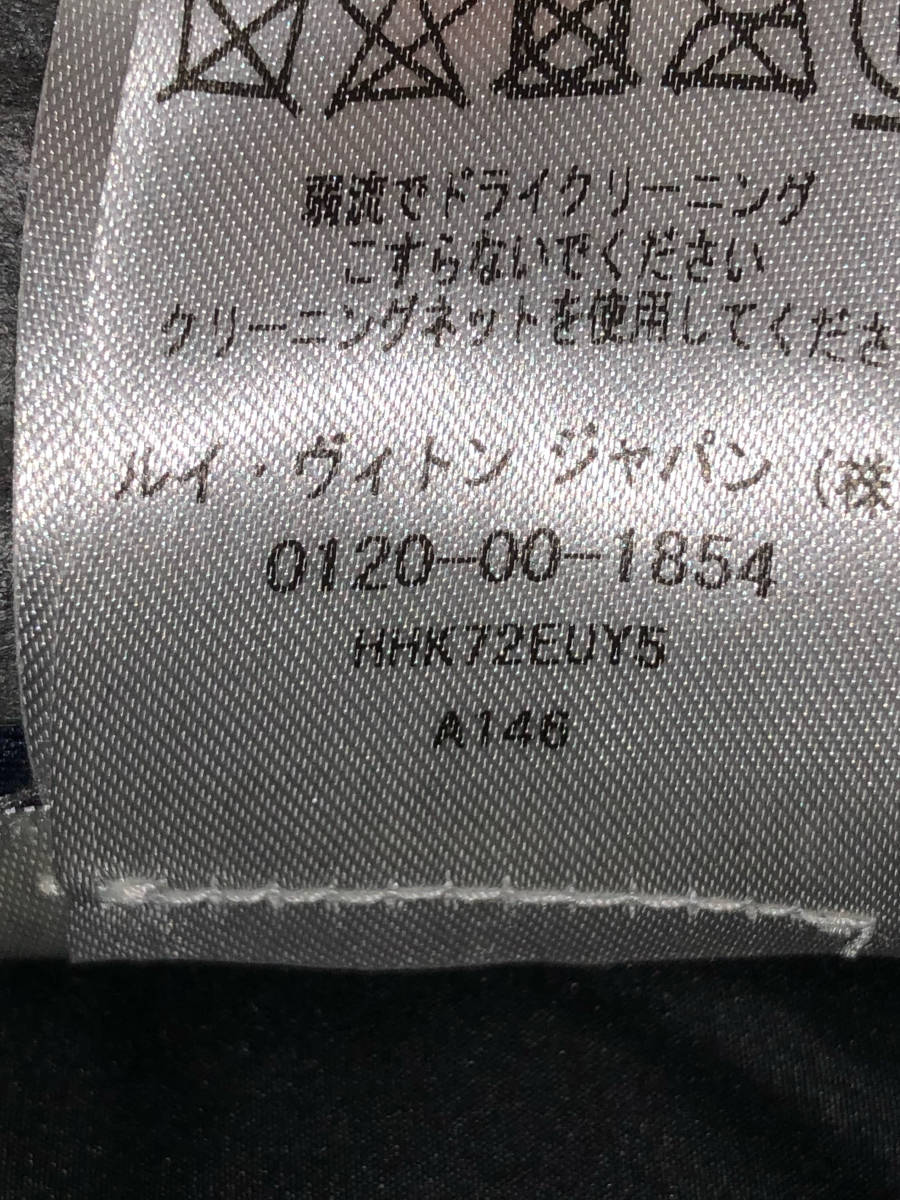 弱流でドライクリーニング
こすらないでください
クリーニングネットを使用してくださ
ルイ・ヴィトン ジャパン (株
0120-00-1854
HHK72EUY5
A146